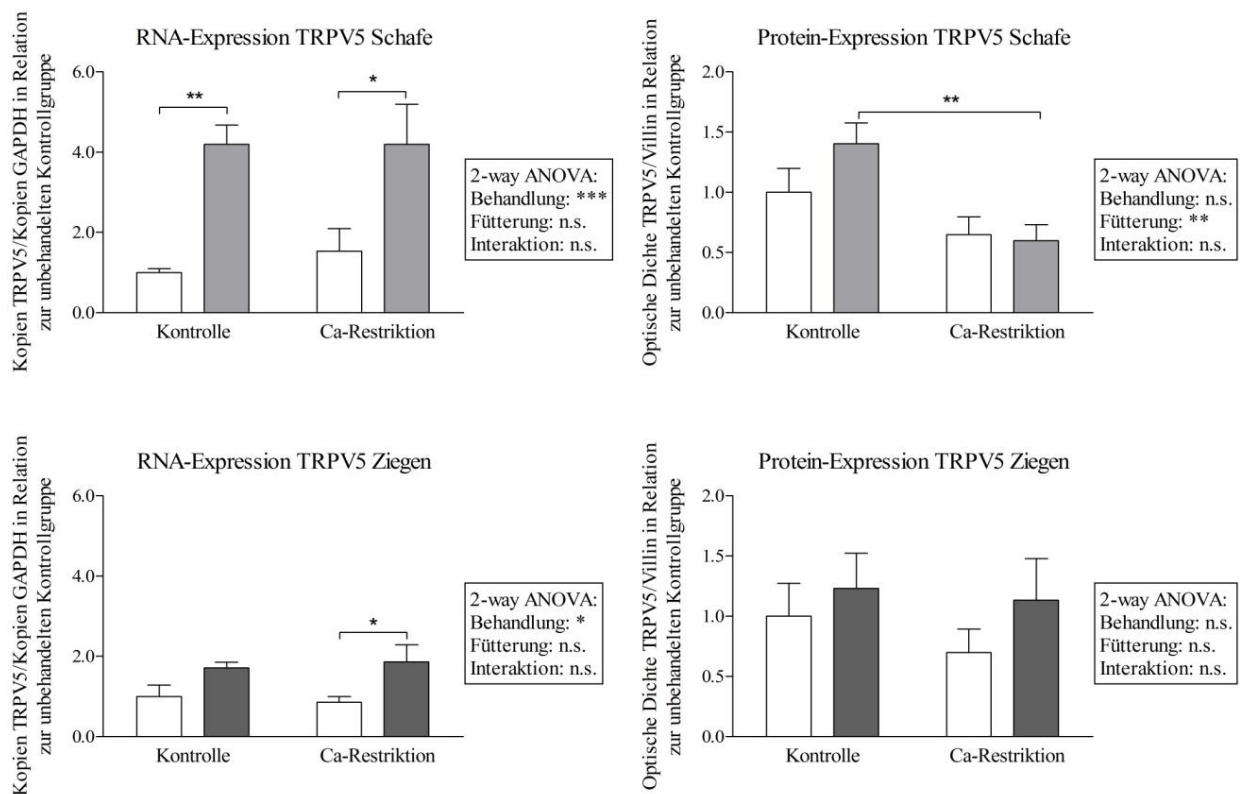 RNA-Expression TRPV5 Schafe
Kopien TRPV5/Kopien GAPDH in Relation
zur unbehandelten Kontrollgruppe
6.0
4.0
2.0
0.0
**
*
Kontrolle
Ca-Restriktion
2-way ANOVA:
Behandlung: ***
Fütterung: n.s.
Interaktion: n.s.
Protein-Expression TRPV5 Schafe
Optische Dichte TRPV5/Villin in Relation
zur unbehandelten Kontrollgruppe
2.0
1.5
1.0
0.5
0.0
**
Kontrolle
Ca-Restriktion
2-way ANOVA:
Behandlung: n.s.
Fütterung: **
Interaktion: n.s.
RNA-Expression TRPV5 Ziegen
Kopien TRPV5/Kopien GAPDH in Relation
zur unbehandelten Kontrollgruppe
6.0
4.0
2.0
0.0
*
Kontrolle
Ca-Restriktion
2-way ANOVA:
Behandlung: *
Fütterung: n.s.
Interaktion: n.s.
Protein-Expression TRPV5 Ziegen
Optische Dichte TRPV5/Villin in Relation
zur unbehandelten Kontrollgruppe
2.0
1.5
1.0
0.5
0.0
Kontrolle
Ca-Restriktion
2-way ANOVA:
Behandlung: n.s.
Fütterung: n.s.
Interaktion: n.s.